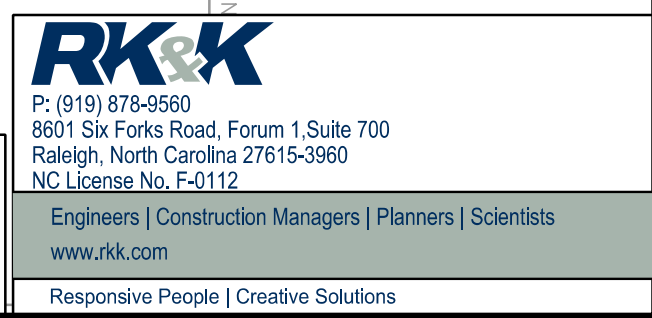 RK&K
P: (919) 878-9560
8601 Six Forks Road, Forum 1,Suite 700
Raleigh, North Carolina 27615-3960
NC License No. F-0112
Engineers | Construction Managers | Planners | Scientists
www.rkk.com
Responsive People | Creative Solutions